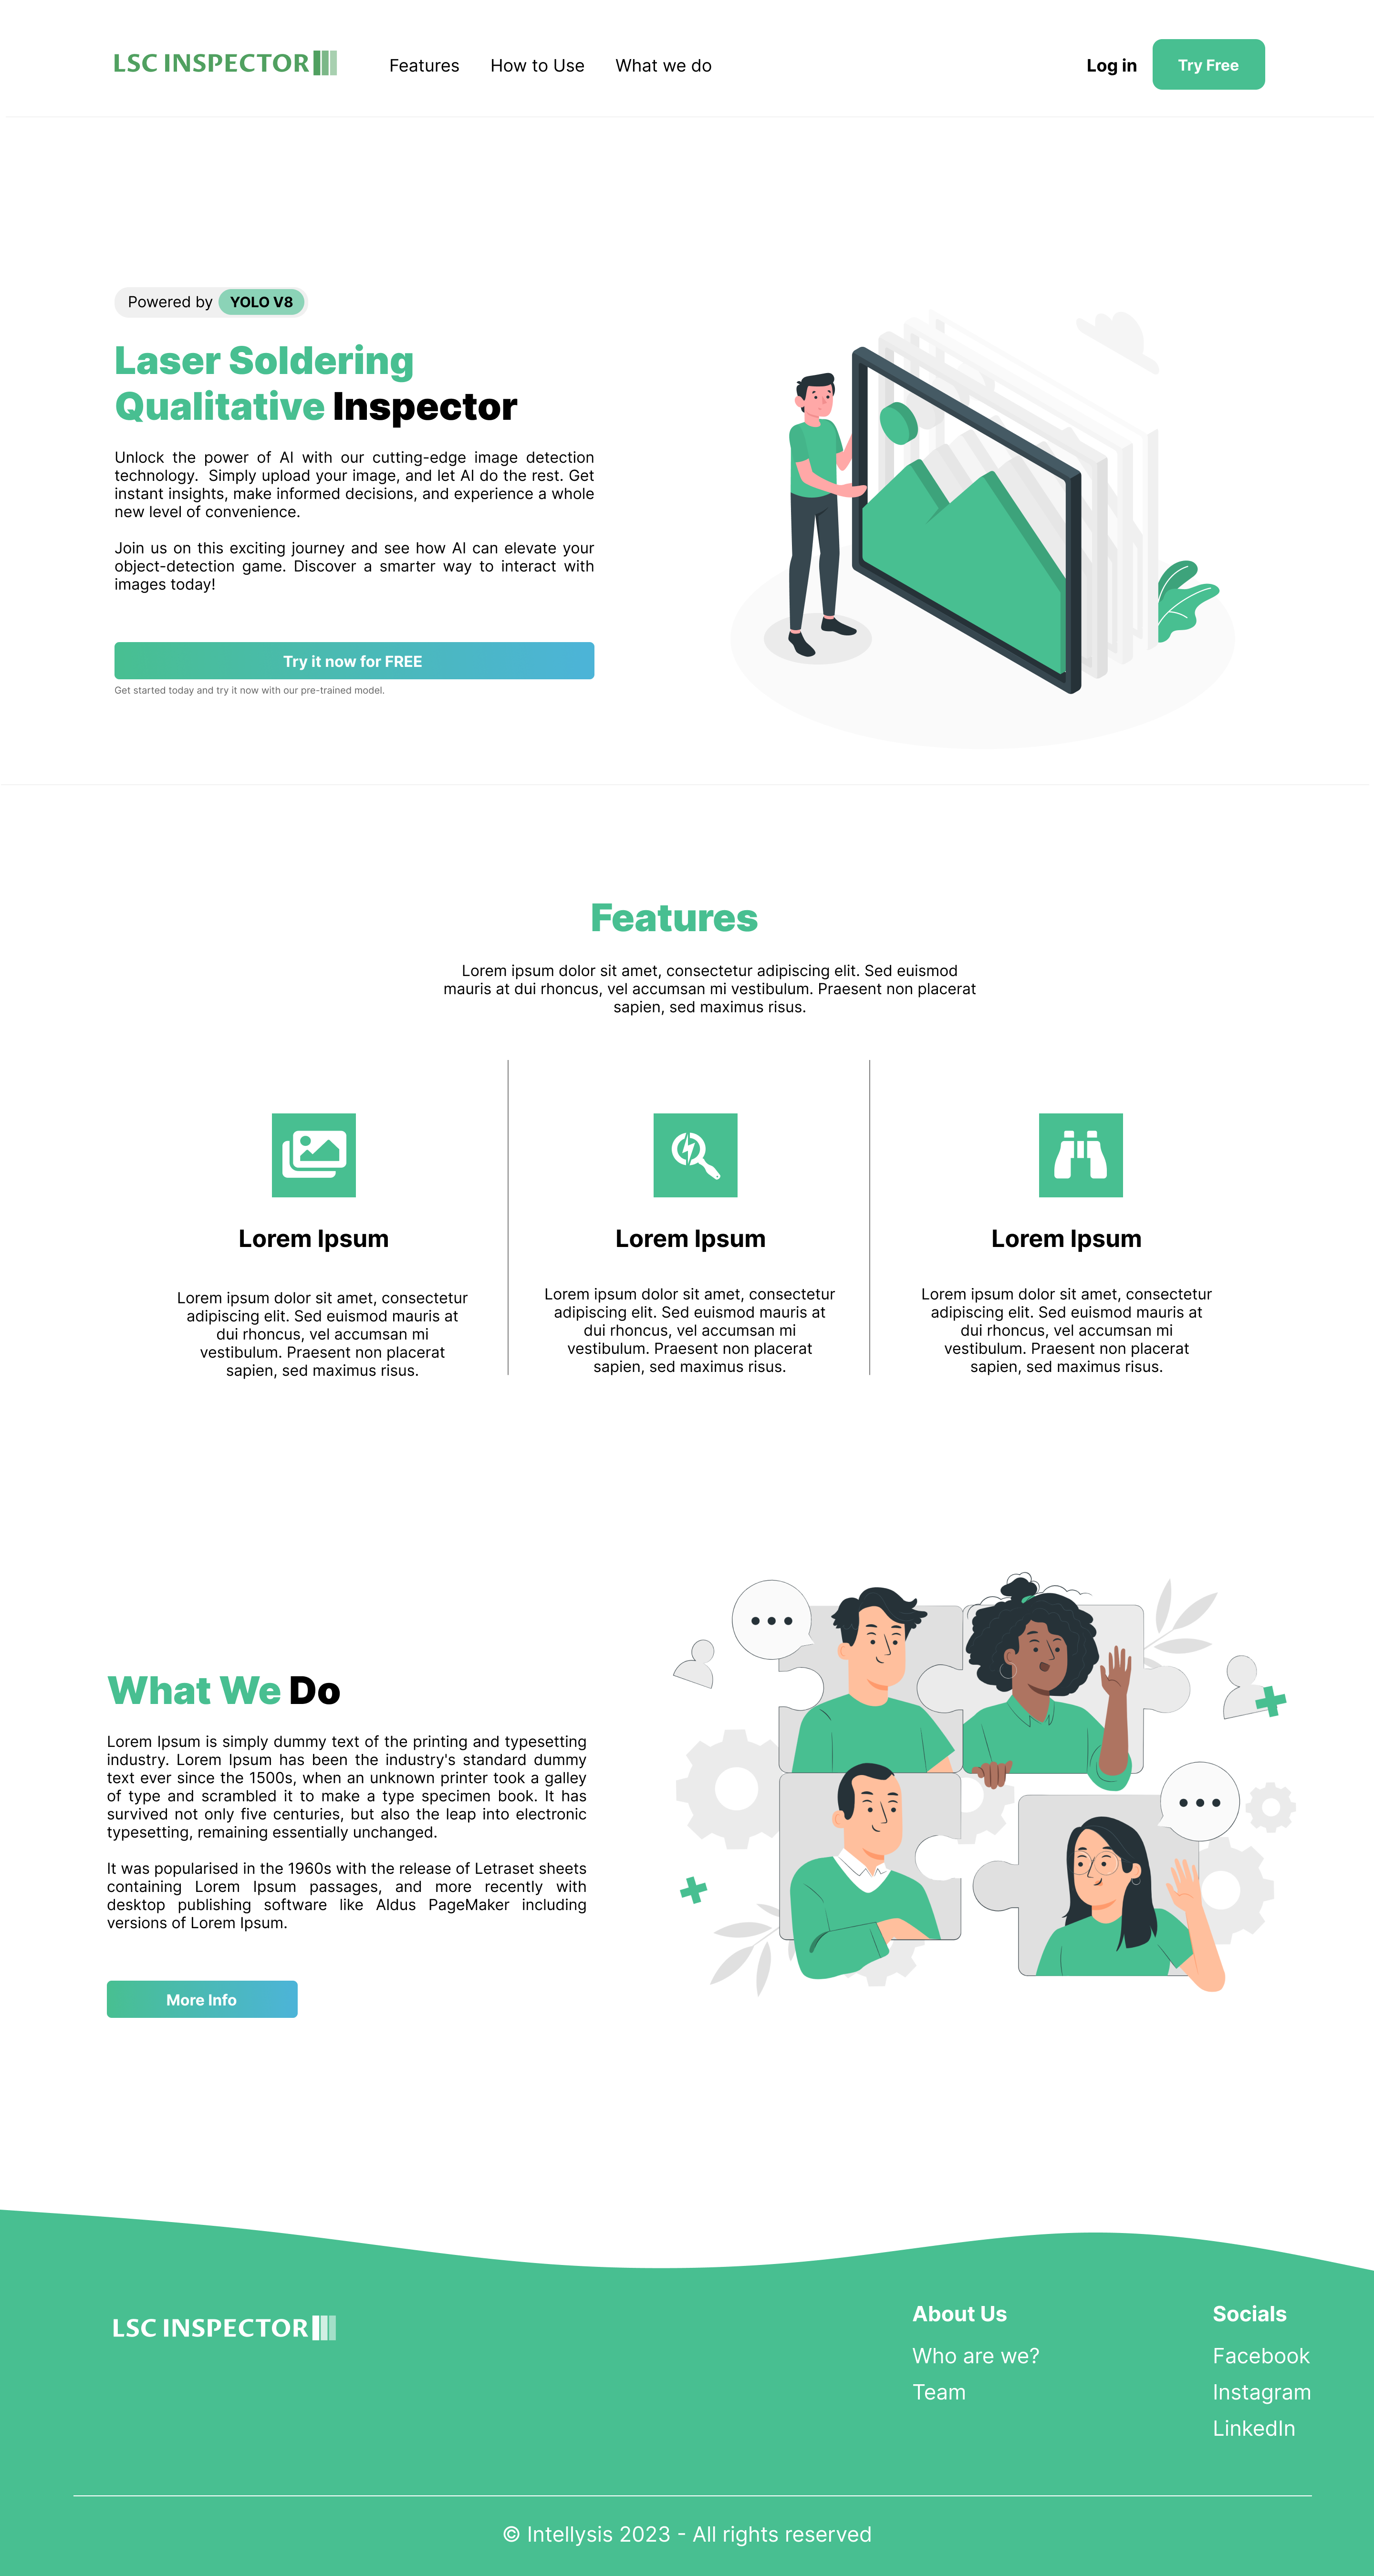 LSC INSPECTOR
Features
How to Use
What we do
Log in
Try Free
Powered by YOLO V8
Laser Soldering
Qualitative Inspector
Unlock the power of AI with our cutting-edge image detection
technology. Simply upload your image, and let AI do the rest. Get
instant insights, make informed decisions, and experience a whole
new level of convenience.
Join us on this exciting journey and see how AI can elevate your
object-detection game. Discover a smarter way to interact with
images today!
Try it now for FREE
Get started today and try it now with our pre-trained model.
Features
Lorem ipsum dolor sit amet, consectetur adipiscing elit. Sed euismod
mauris at dui rhoncus, vel accumsan mi vestibulum. Praesent non placerat
sapien, sed maximus risus.
Lorem Ipsum
Lorem ipsum dolor sit amet, consectetur
adipiscing elit. Sed euismod mauris at
dui rhoncus, vel accumsan mi
vestibulum. Praesent non placerat
sapien, sed maximus risus.
Lorem Ipsum
Lorem ipsum dolor sit amet, consectetur
adipiscing elit. Sed euismod mauris at
dui rhoncus, vel accumsan mi
vestibulum. Praesent non placerat
sapien, sed maximus risus.
Lorem Ipsum
Lorem ipsum dolor sit amet, consectetur
adipiscing elit. Sed euismod mauris at
dui rhoncus, vel accumsan mi
vestibulum. Praesent non placerat
sapien, sed maximus risus.
What We Do
Lorem Ipsum is simply dummy text of the printing and typesetting
industry. Lorem Ipsum has been the industry's standard dummy
text ever since the 1500s, when an unknown printer took a galley
of type and scrambled it to make a type specimen book. It has
survived not only five centuries, but also the leap into electronic
typesetting, remaining essentially unchanged.
It was popularised in the 1960s with the release of Letraset sheets
containing Lorem Ipsum passages, and more recently with
desktop publishing software like Aldus PageMaker including
versions of Lorem Ipsum.
More Info
LSC INSPECTOR
About Us
Who are we?
Team
Socials
Facebook
Instagram
LinkedIn
© Intellysis 2023 - All rights reserved